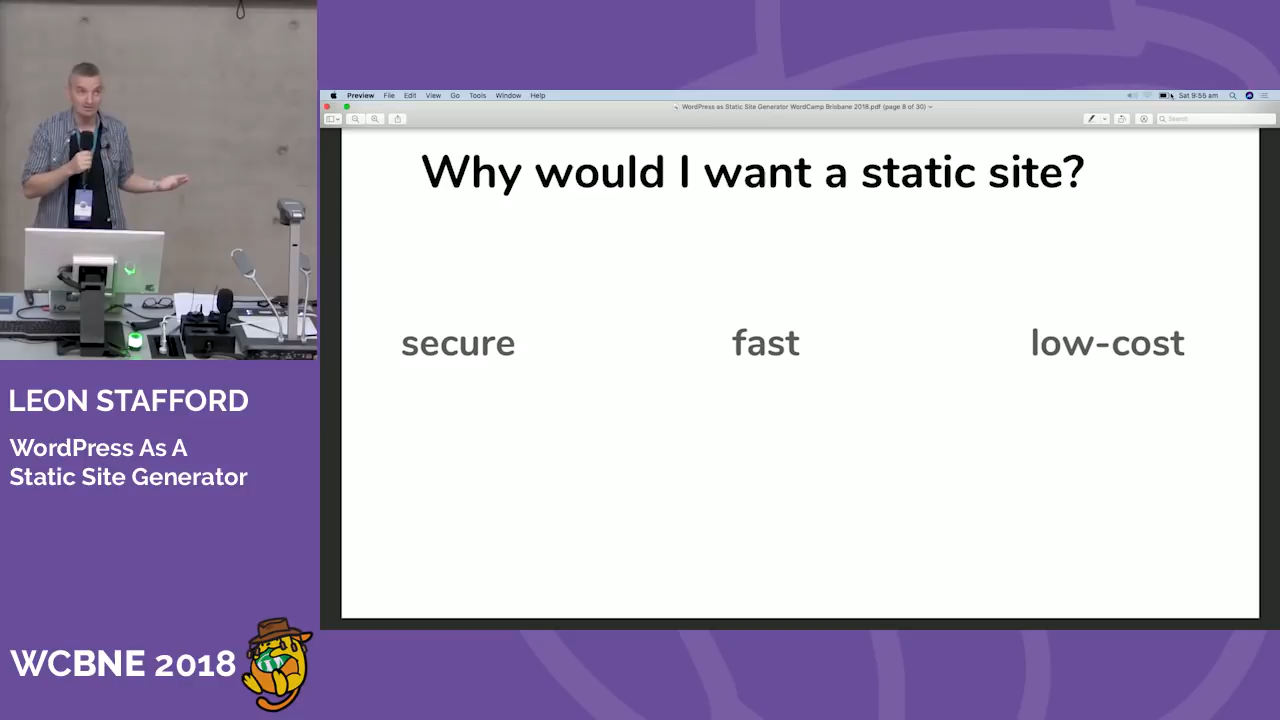 Preview File Edit View Go Tools Window Help Sat 9:55 am
WordPress as Static Site Generator WordCamp Brisbane 2018.pdf (page 8 of 30)
Search
Why would I want a static site?
secure fast low-cost
LEON STAFFORD
WordPress As A
Static Site Generator
WCBNE 2018